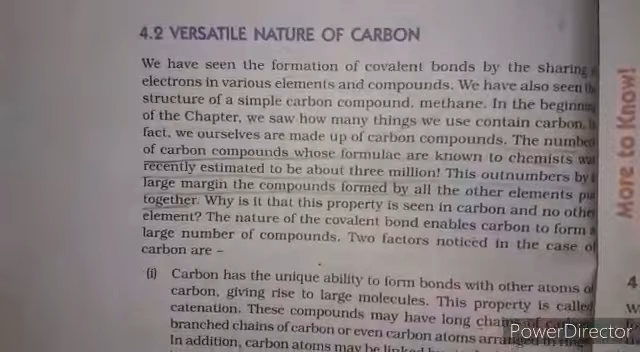 4.2 VERSATILE NATURE OF CARBON
We have seen the formation of covalent bonds by the sharing
electrons in various elements and compounds. We have also seen
structure of a simple carbon compound, methane. In the beginning
of the Chapter, we saw how many things we use contain carbon.
fact, we ourselves are made up of carbon compounds. The number
of carbon compounds whose formulae are known to chemists was
recently estimated to be about three million! This outnumbers by
large margin the compounds formed by all the other elements
together. Why is it that this property is seen in carbon and no other
element? The nature of the covalent bond enables carbon to form
large number of compounds. Two factors noticed in the case of
carbon are –
(i) Carbon has the unique ability to form bonds with other atoms of
carbon, giving rise to large molecules. This property is called
catenation. These compounds may have long chains of
branched chains of carbon or even carbon atoms arranged in
In addition, carbon atoms may be linked
More to Know!
4
PowerDirector